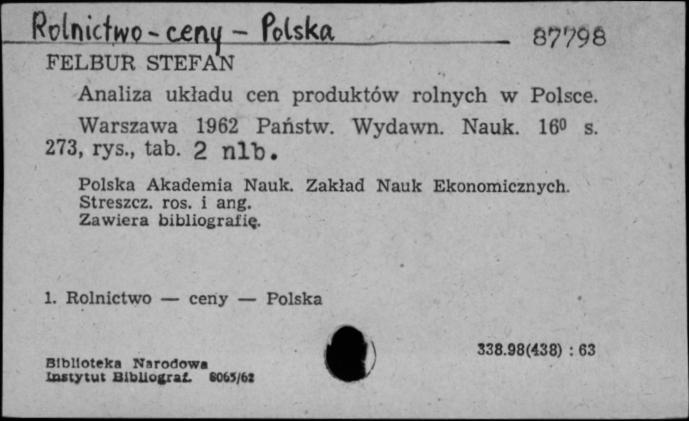 Rolnictwo - ceny - Polska 87798
FELBUR STEFAN
Analiza układu cen produktów rolnych w Polsce.
Warszawa 1962 Państw. Wydawn. Nauk. 16⁰ s.
273, rys., tab. 2 nlb.
Polska Akademia Nauk. Zakład Nauk Ekonomicznych.
Streszcz. ros. i ang.
Zawiera bibliografię.
1. Rolnictwo — ceny — Polska
338.98(438) : 63
Biblioteka Narodowa
Instytut Bibliograf. 8065/62